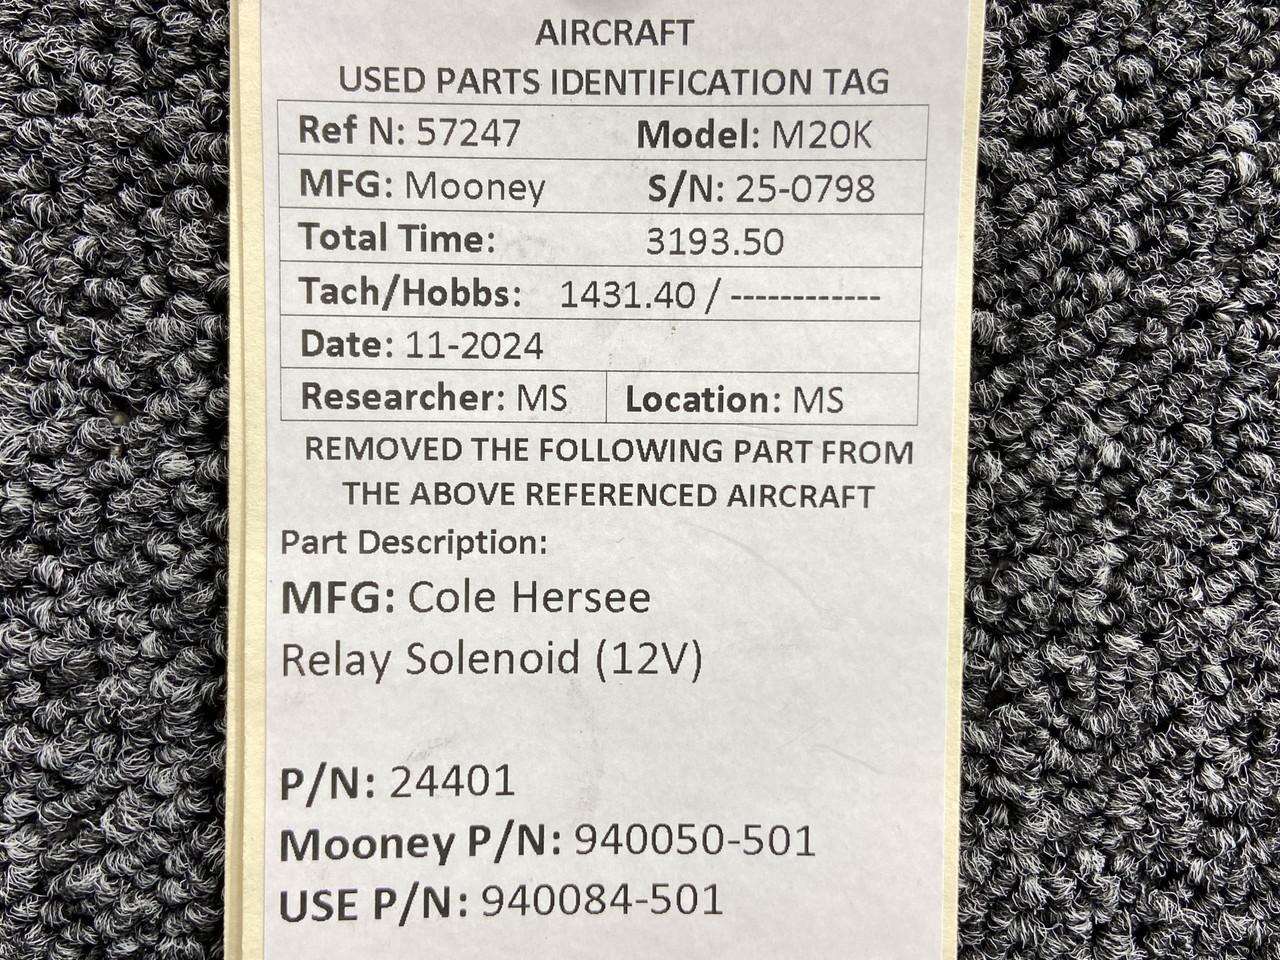 AIRCRAFT
USED PARTS IDENTIFICATION TAG
Ref N: 57247 Model: M20K
MFG: Mooney S/N: 25-0798
Total Time: 3193.50
Tach/Hobbs: 1431.40 / ------------
Date: 11-2024
Researcher: MS Location: MS
REMOVED THE FOLLOWING PART FROM
THE ABOVE REFERENCED AIRCRAFT
Part Description:
MFG: Cole Hersee
Relay Solenoid (12V)
P/N: 24401
Mooney P/N: 940050-501
USE P/N: 940084-501